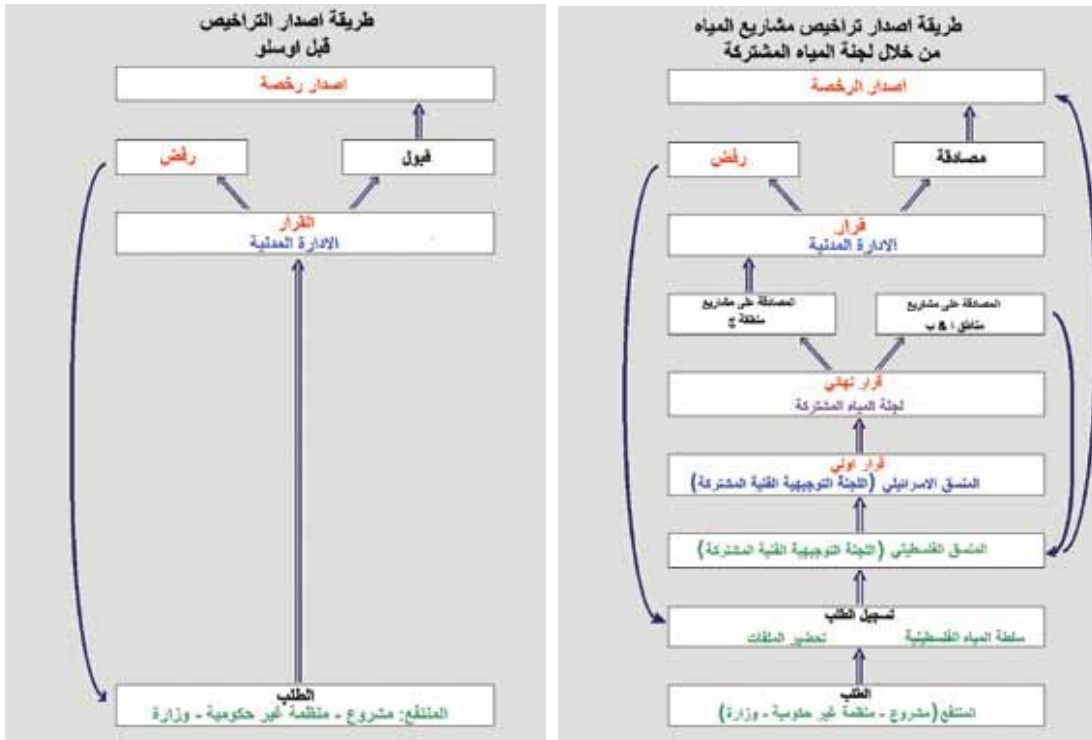 طريقة اصدار تراخيص مشاريع المياه
من خلال لجنة المياه المشتركة
اصدار الرخصة
مصادقة
رفض
قرار
الادارة المدنية
المصادقة على مشاريع
مناطق ا & ب
المصادقة على مشاريع
منطقة ج
قرار نهائي
لجنة المياه المشتركة
قرار اولي
المنسق الاسرائيلي (اللجنة التوجيهية الفنية المشتركة)
المنسق الفلسطيني (اللجنة التوجيهية الفنية المشتركة)
تسجيل الطلب
سلطة المياه الفلسطينية تحضير الملفات
الطلب
المنتفع(مشروع - منظمة غير حكومية - وزارة)
طريقة اصدار التراخيص
قبل اوسلو
اصدار رخصة
قبول
رفض
القرار
الادارة المدنية
الطلب
المنتفع: مشروع - منظمة غير حكومية - وزارة